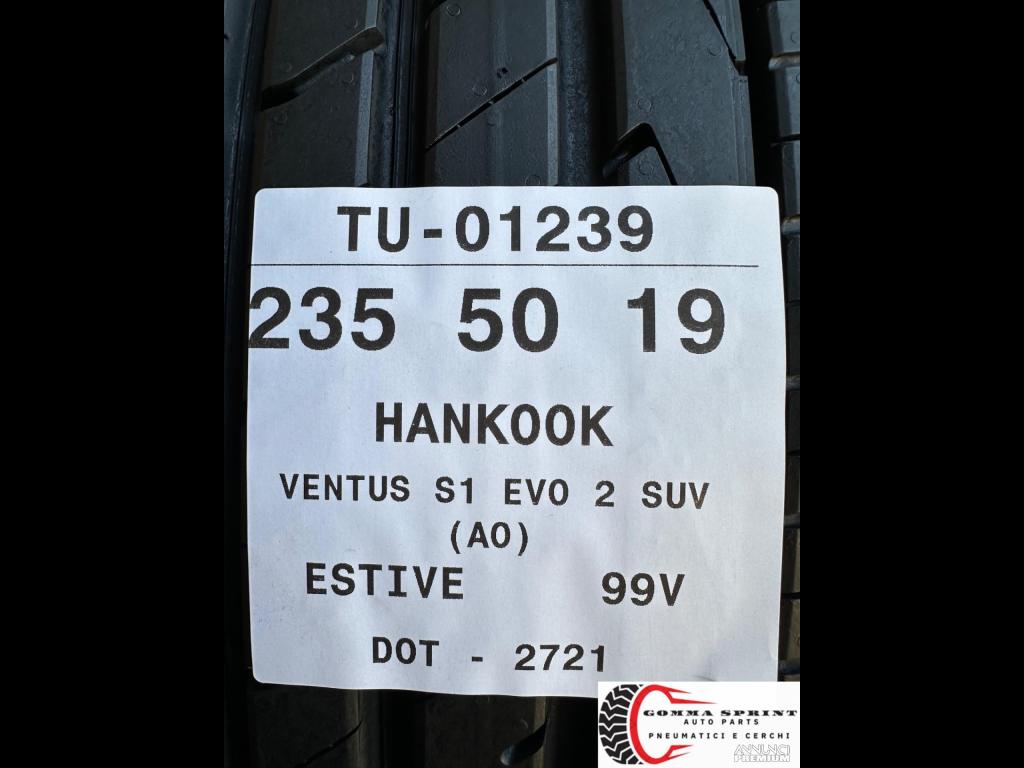 TU-01239
235 50 19
HANKOOK
VENTUS S1 EVO 2 SUV
(AO)
ESTIVE 99V
DOT - 2721
GOMMA SPRINT
AUTO PARTS
PNEUMATICI E CERCHI
ANNUNCI
PREMIUM